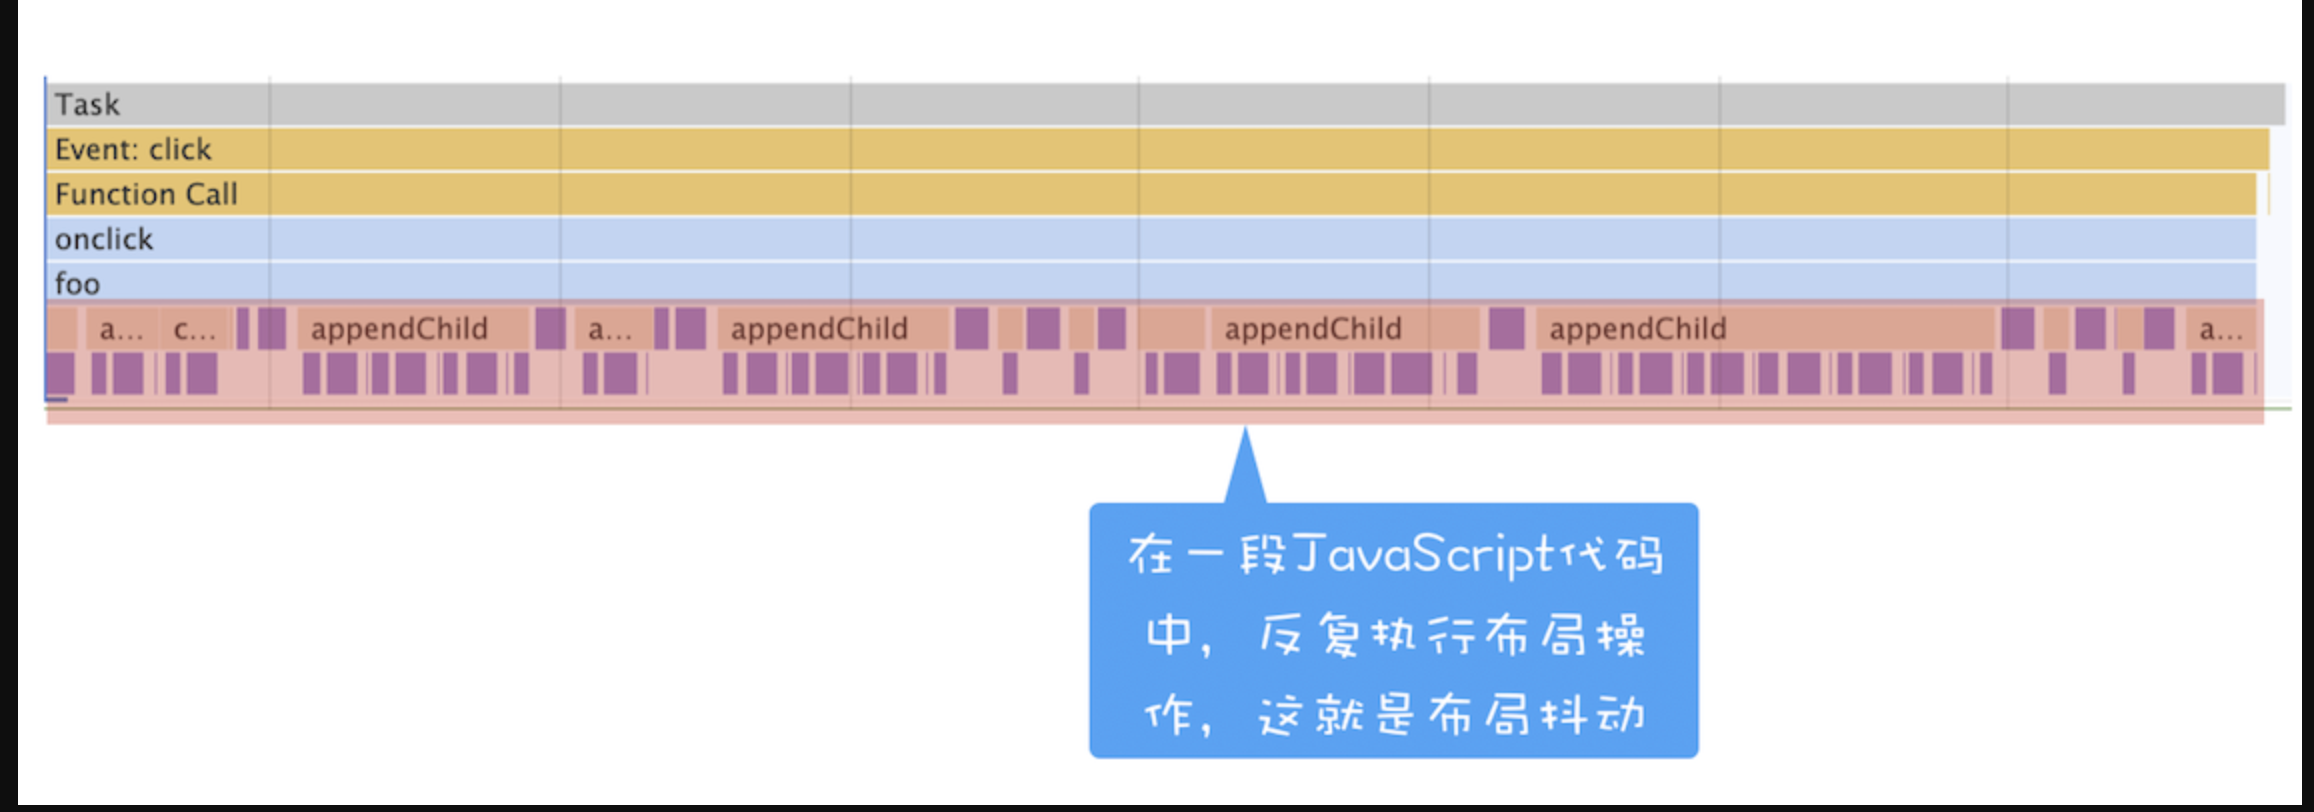 Task
Event: click
Function Call
onclick
foo
a... c... appendChild a... appendChild appendChild appendChild a...
在一段JavaScript代码
中，反复执行布局操
作，这就是布局抖动